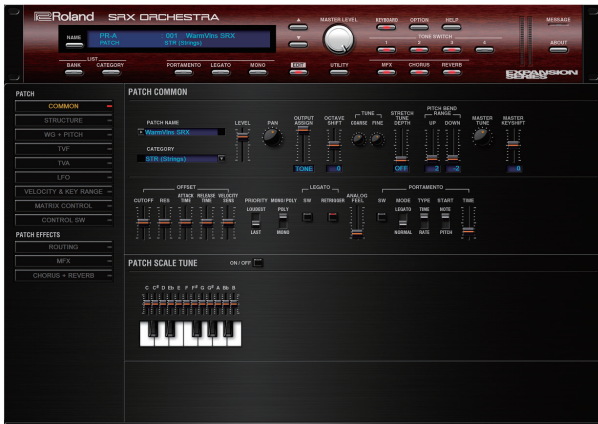 Roland SRX ORCHESTRA
NAME PR-A 001 WarmVlns SRX
PATCH STR (Strings)
LIST
BANK CATEGORY PORTAMENTO LEGATO MONO EDIT UTILITY
MASTER LEVEL
KEYBOARD OPTION HELP
TONE SWITCH
1 2 3 4
MFX CHORUS REVERB
MESSAGE
ABOUT
EXPANSION
SERIES
PATCH
COMMON
STRUCTURE
WG + PITCH
TVF
TVA
LFO
VELOCITY & KEY RANGE
MATRIX CONTROL
CONTROL SW
PATCH EFFECTS
ROUTING
MFX
CHORUS + REVERB
PATCH COMMON
PATCH NAME
WarmVlns SRX
CATEGORY
STR (Strings)
LEVEL
PAN
OUTPUT
ASSIGN
TONE
OCTAVE
SHIFT
0
TUNE
COARSE FINE
STRETCH
TUNE
DEPTH
OFF
PITCH BEND
RANGE
UP DOWN
2 -2
MASTER
TUNE
MASTER
KEYSHIFT
0
OFFSET
CUTOFF RES ATTACK
TIME RELEASE
TIME VELOCITY
SENS
PRIORITY
LOUDEST
LAST
MONO/POLY
POLY
MONO
LEGATO
SW RETRIGGER
ANALOG
FEEL
PORTAMENTO
SW MODE TYPE START TIME
LEGATO TIME NOTE
NORMAL RATE PITCH
PATCH SCALE TUNE ON / OFF
C C# D Eb E F F# G G# A Bb B